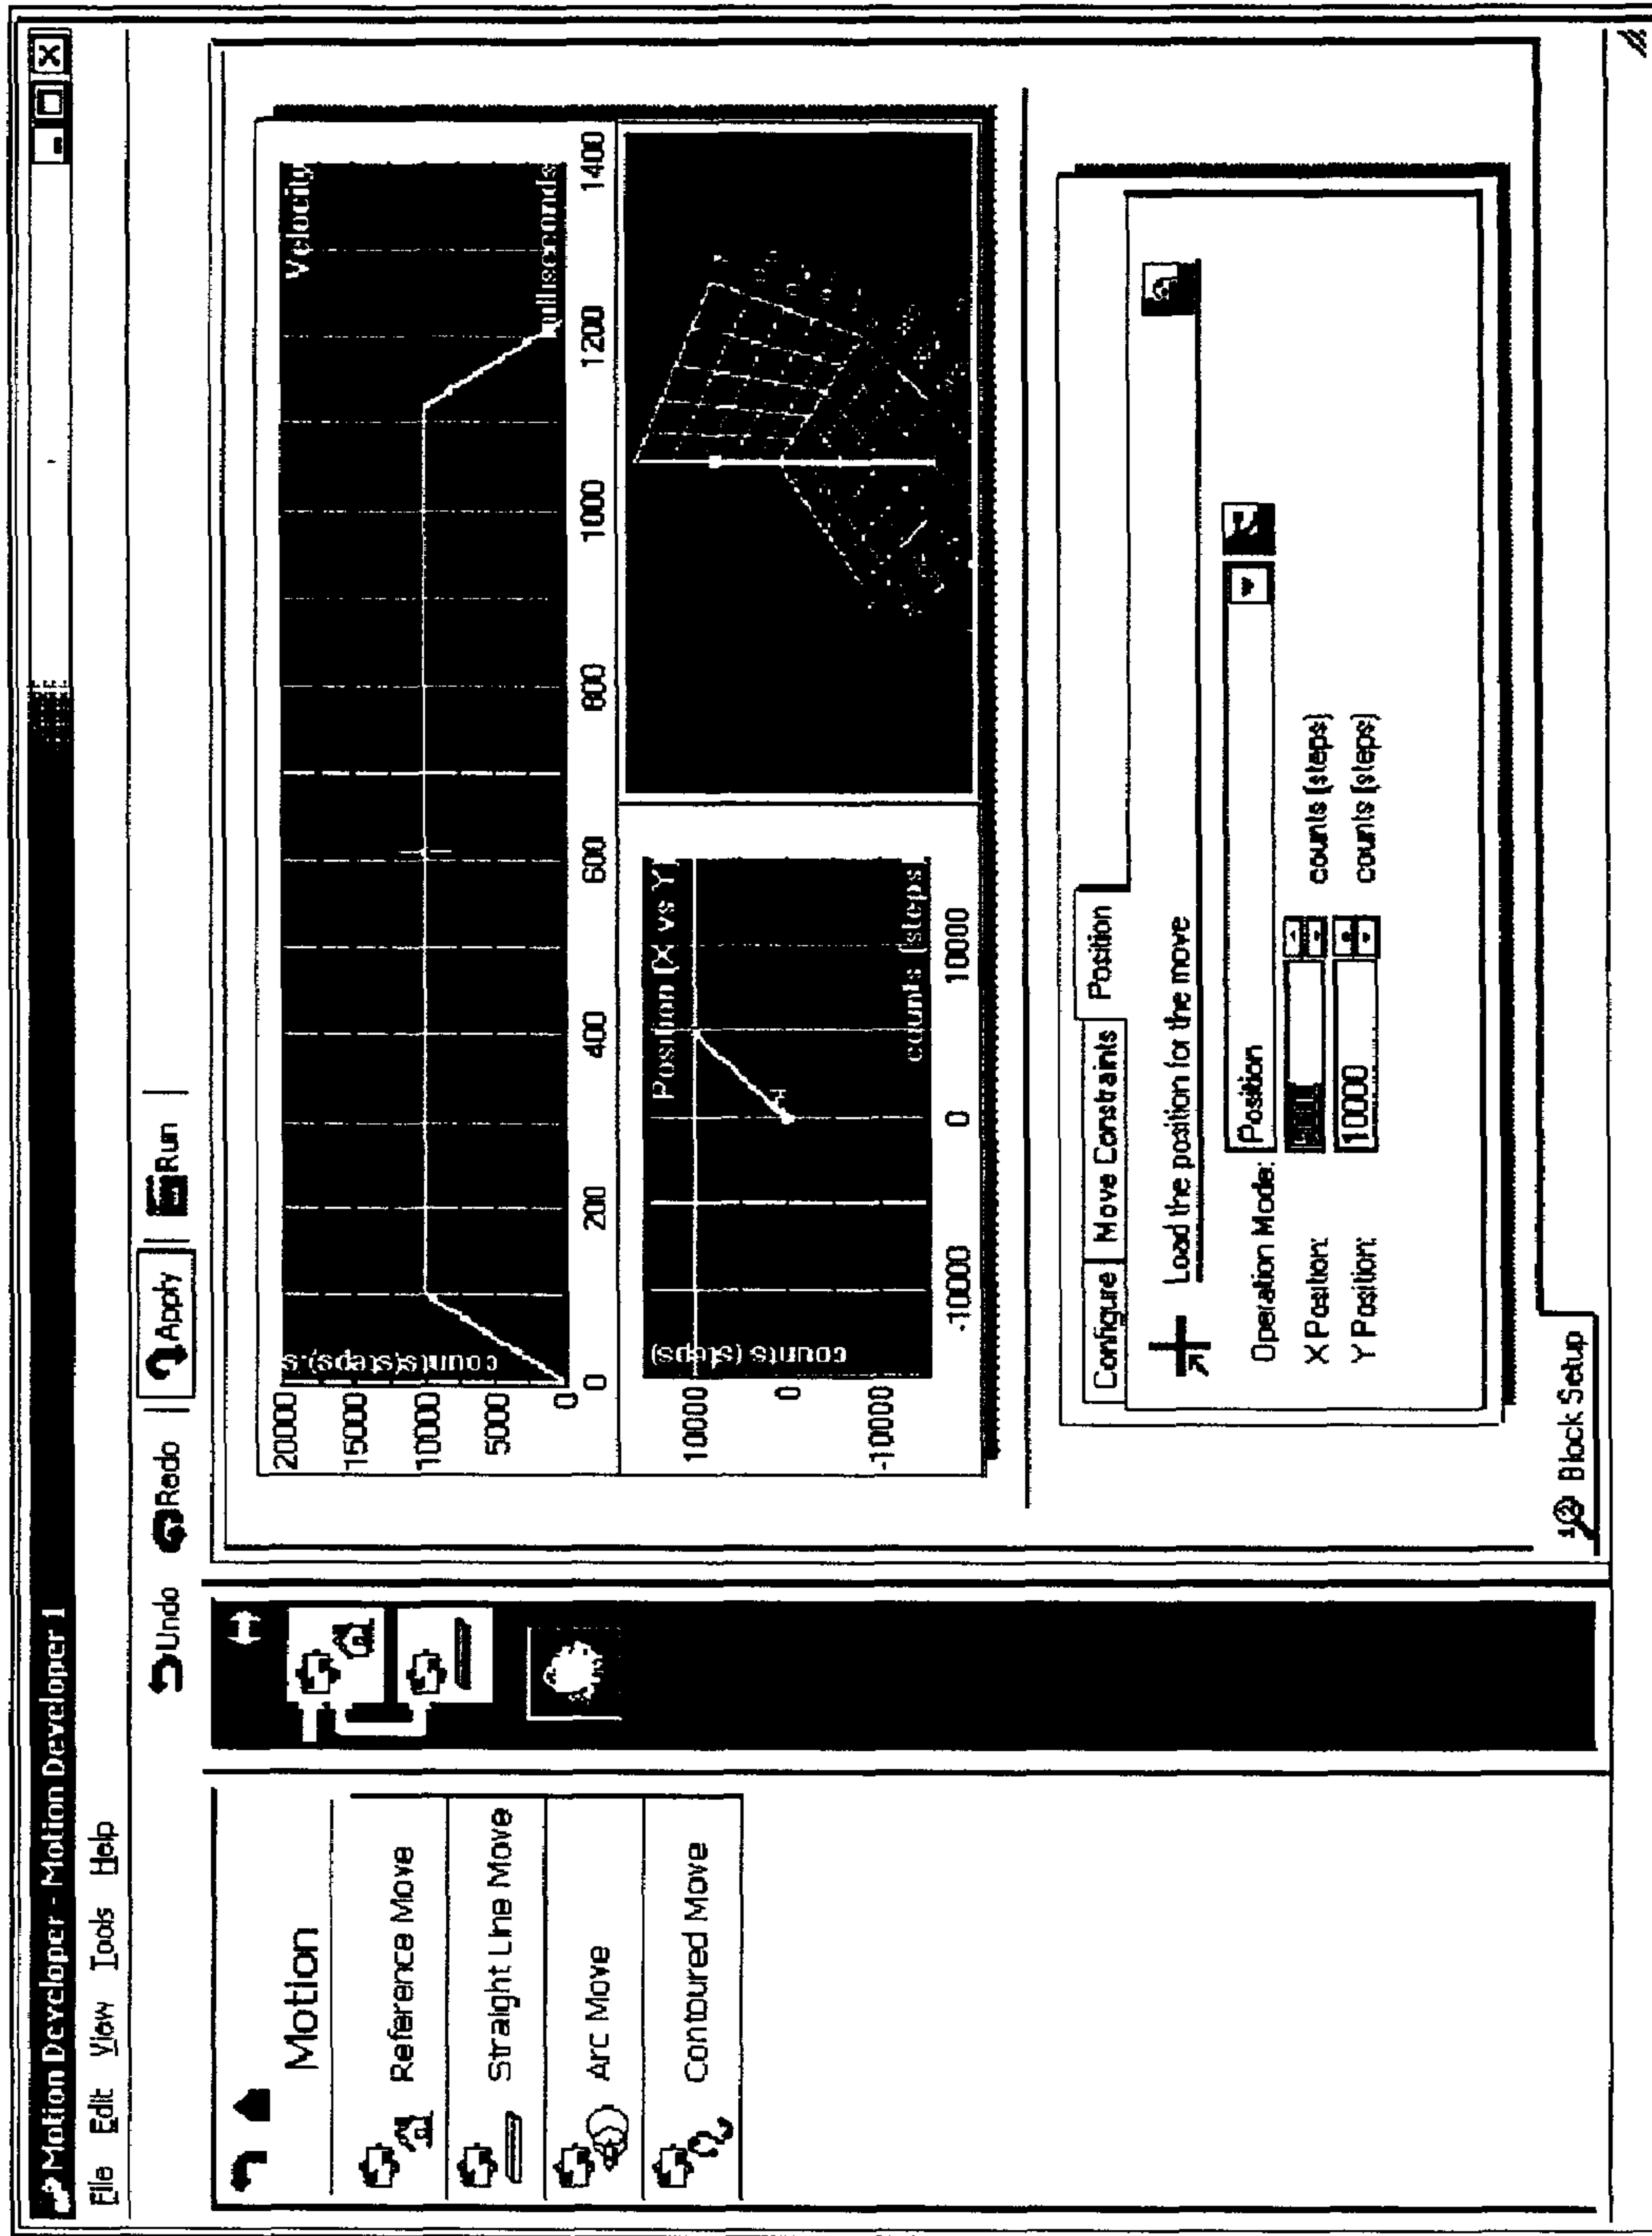 Motion Developer - Motion Developer 1
File Edit View Tools Help
Undo Redo Apply Run
Motion
Reference Move
Straight Line Move
Arc Move
Contoured Move
Velocity
counts(steps):s
milliseconds
20000
15000
10000
5000
0
0 200 400 600 800 1000 1200 1400
Position (X vs Y)
counts (steps)
counts (steps
10000
0
-10000
-10000 0 10000
Configure Move Constraints Position
Load the position for the move
Operation Mode: Position
X Position: counts (steps)
Y Position: 10000 counts (steps)
Block Setup